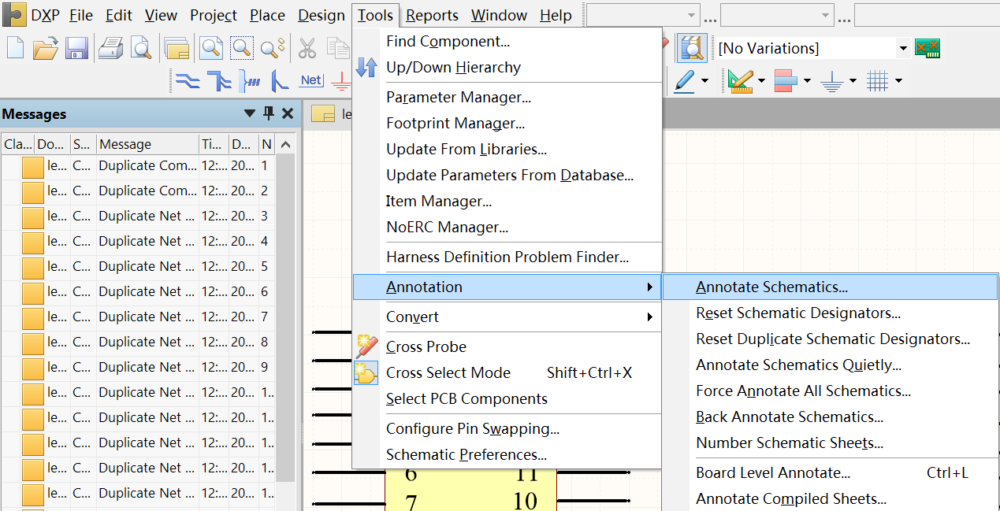 DXP File Edit View Project Place Design Tools Reports Window Help
... ...
[No Variations]
Net
Messages
le
Cla... Do... S... Message Ti... D... N
le... C... Duplicate Com... 12:... 20... 1
le... C... Duplicate Com... 12:... 20... 2
le... C... Duplicate Net ... 12:... 20... 3
le... C... Duplicate Net ... 12:... 20... 4
le... C... Duplicate Net ... 12:... 20... 5
le... C... Duplicate Net ... 12:... 20... 6
le... C... Duplicate Net ... 12:... 20... 7
le... C... Duplicate Net ... 12:... 20... 8
le... C... Duplicate Net ... 12:... 20... 9
le... C... Duplicate Net ... 12:... 20... 1..
le... C... Duplicate Net ... 12:... 20... 1..
le... C... Duplicate Net ... 12:... 20... 1..
le... C... Duplicate Net ... 12:... 20... 1..
le... C... Duplicate Net ... 12:... 20... 1..
Find Component...
Up/Down Hierarchy
Parameter Manager...
Footprint Manager...
Update From Libraries...
Update Parameters From Database...
Item Manager...
NoERC Manager...
Harness Definition Problem Finder...
Annotation
Convert
Cross Probe
Cross Select Mode Shift+Ctrl+X
Select PCB Components
Configure Pin Swapping...
Schematic Preferences...
Annotate Schematics...
Reset Schematic Designators...
Reset Duplicate Schematic Designators...
Annotate Schematics Quietly...
Force Annotate All Schematics...
Back Annotate Schematics...
Number Schematic Sheets...
Board Level Annotate... Ctrl+L
Annotate Compiled Sheets...
6 11
7 10